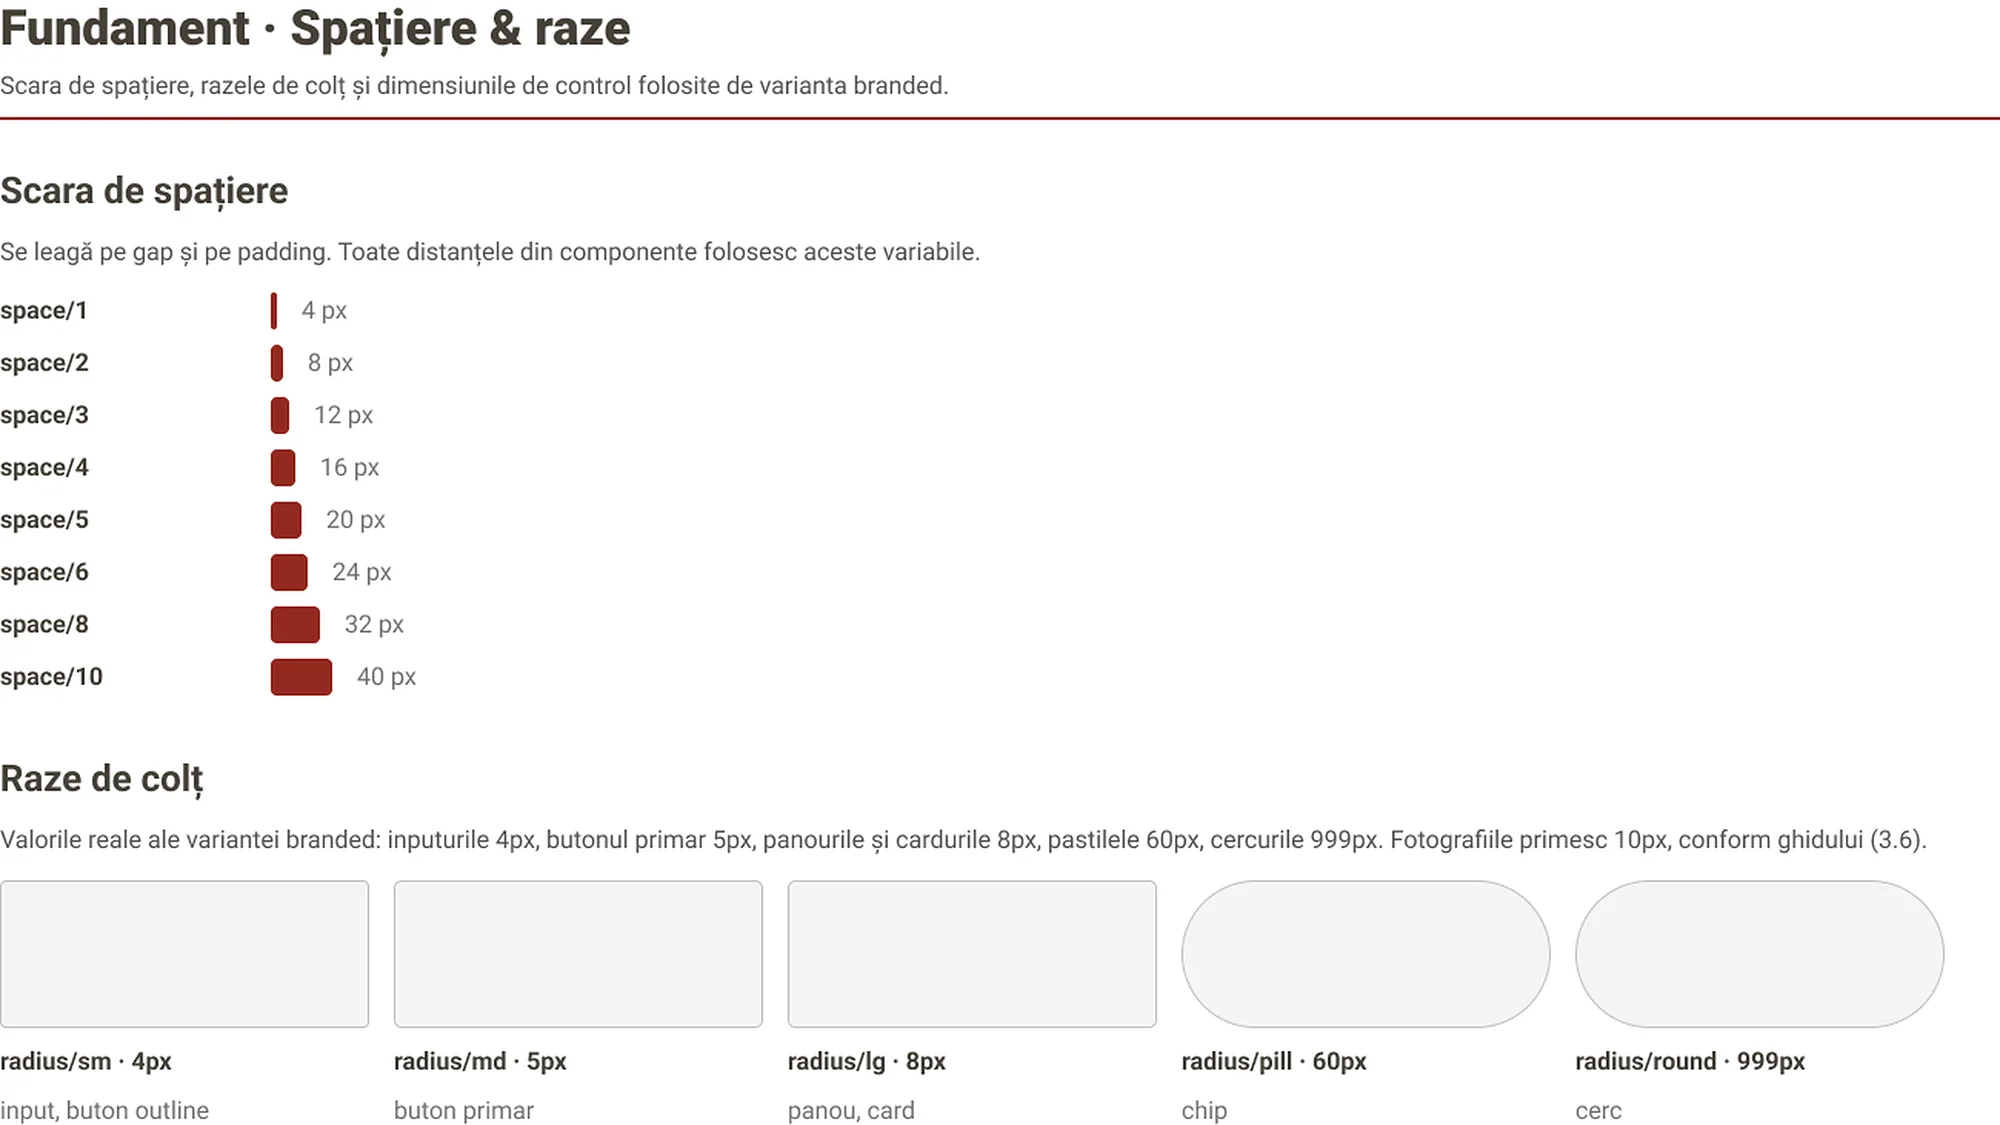 Fundament · Spațiere & raze
Scara de spațiere, razele de colț și dimensiunile de control folosite de varianta branded.
Scara de spațiere
Se leagă pe gap și pe padding. Toate distanțele din componente folosesc aceste variabile.
space/1 4 px
space/2 8 px
space/3 12 px
space/4 16 px
space/5 20 px
space/6 24 px
space/8 32 px
space/10 40 px
Raze de colț
Valorile reale ale variantei branded: inputurile 4px, butonul primar 5px, panourile și cardurile 8px, pastilele 60px, cercurile 999px. Fotografiile primesc 10px, conform ghidului (3.6).
radius/sm · 4px
input, buton outline
radius/md · 5px
buton primar
radius/lg · 8px
panou, card
radius/pill · 60px
chip
radius/round · 999px
cerc